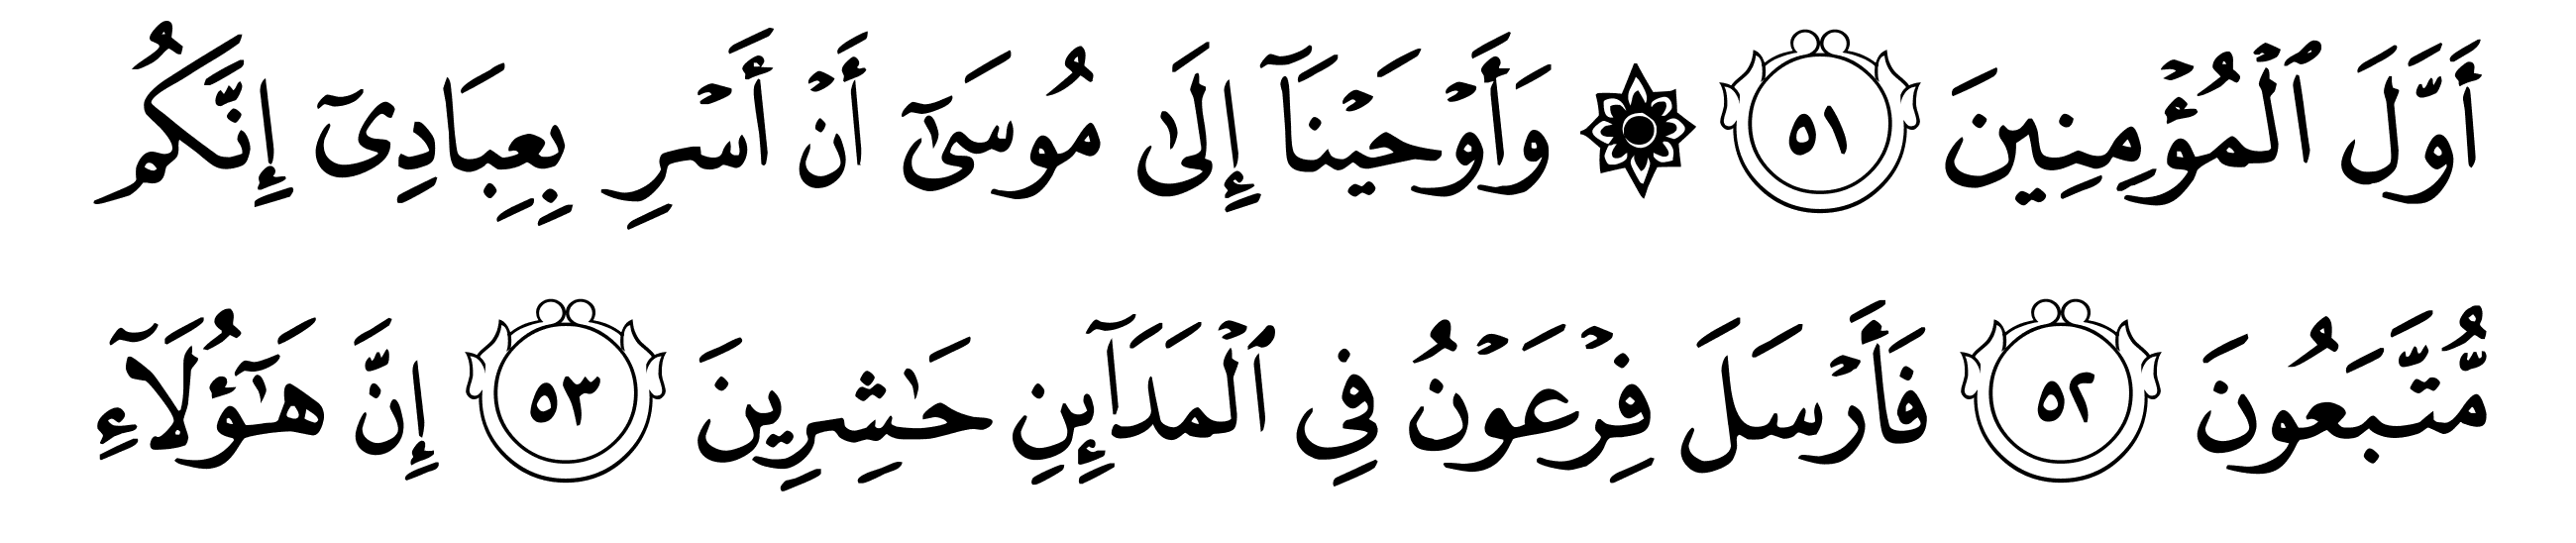 أَوَّلَ ٱلْمُؤْمِنِينَ ٥١ ۞ وَأَوْحَيْنَآ إِلَىٰ مُوسَىٰٓ أَنْ أَسْرِ بِعِبَادِىٓ إِنَّكُم
مُّتَّبَعُونَ ٥٢ فَأَرْسَلَ فِرْعَوْنُ فِى ٱلْمَدَآئِنِ حَـٰشِرِينَ ٥٣ إِنَّ هَـٰٓؤُلَآءِ